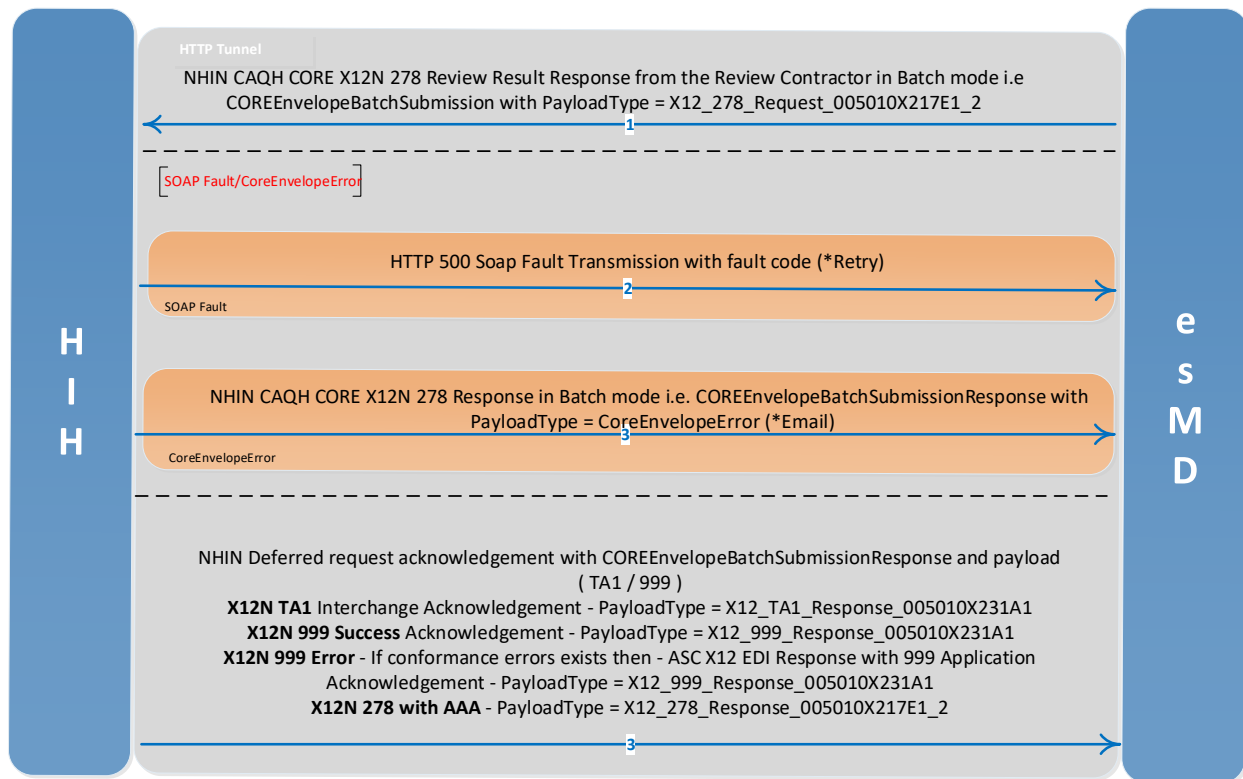 HTTP Tunnel
NHIN CAQH CORE X12N 278 Review Result Response from the Review Contractor in Batch mode i.e
COREEnvelopeBatchSubmission with PayloadType = X12_278_Request_005010X217E1_2
1
SOAP Fault/CoreEnvelopeError
HTTP 500 Soap Fault Transmission with fault code (*Retry)
2
SOAP Fault
NHIN CAQH CORE X12N 278 Response in Batch mode i.e. COREEnvelopeBatchSubmissionResponse with
PayloadType = CoreEnvelopeError (*Email)
3
CoreEnvelopeError
H
I
H
e
s
M
D
NHIN Deferred request acknowledgement with COREEnvelopeBatchSubmissionResponse and payload
( TA1 / 999 )
X12N TA1 Interchange Acknowledgement - PayloadType = X12_TA1_Response_005010X231A1
X12N 999 Success Acknowledgement - PayloadType = X12_999_Response_005010X231A1
X12N 999 Error - If conformance errors exists then - ASC X12 EDI Response with 999 Application
Acknowledgement - PayloadType = X12_999_Response_005010X231A1
X12N 278 with AAA - PayloadType = X12_278_Response_005010X217E1_2
3